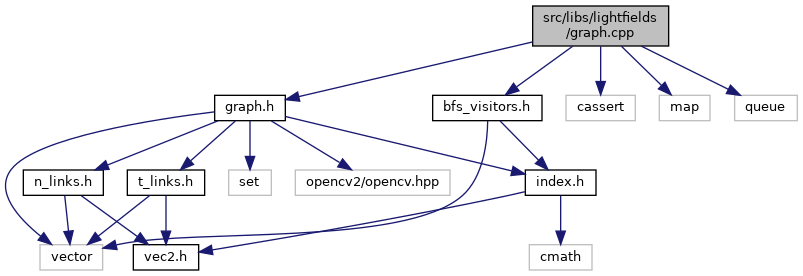 src/libs/lightfields
/graph.cpp
graph.h
bfs_visitors.h
cassert
map
queue
n_links.h
t_links.h
set
opencv2/opencv.hpp
index.h
vector
vec2.h
cmath